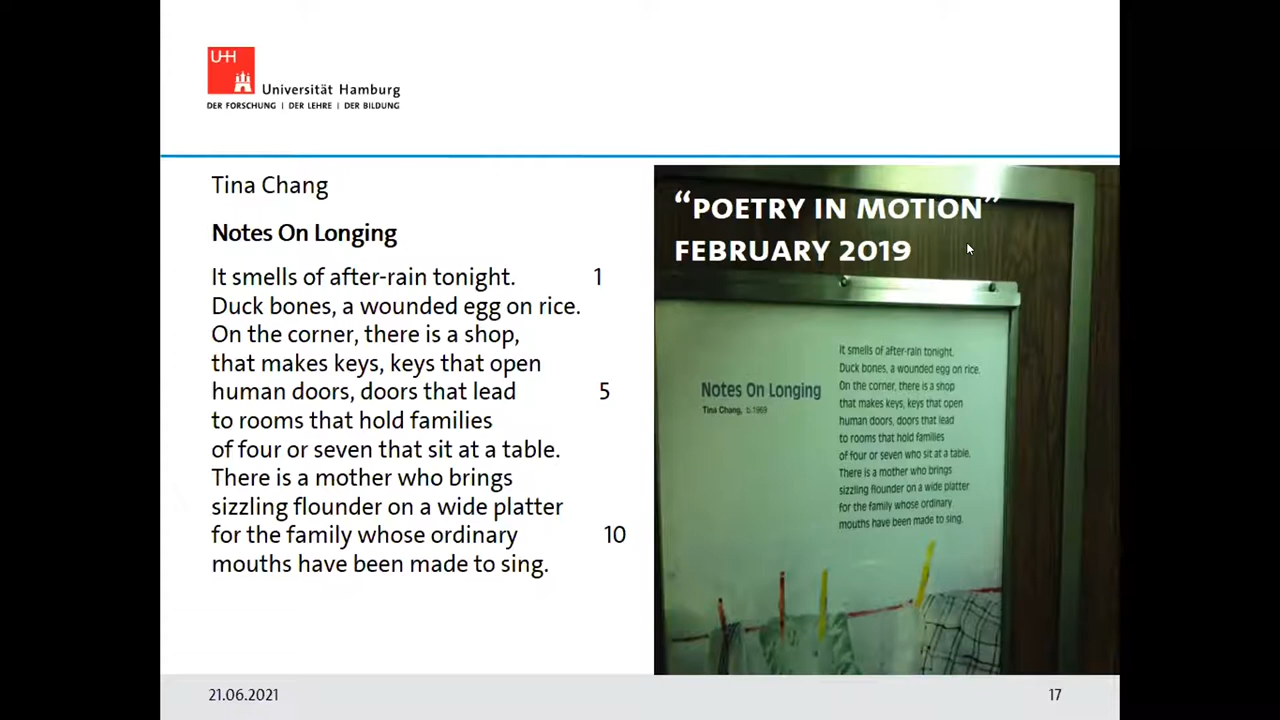 UHH
Universität Hamburg
DER FORSCHUNG | DER LEHRE | DER BILDUNG
Tina Chang
Notes On Longing
It smells of after-rain tonight. 1
Duck bones, a wounded egg on rice.
On the corner, there is a shop,
that makes keys, keys that open
human doors, doors that lead 5
to rooms that hold families
of four or seven that sit at a table.
There is a mother who brings
sizzling flounder on a wide platter
for the family whose ordinary 10
mouths have been made to sing.
“POETRY IN MOTION”
FEBRUARY 2019
Notes On Longing
Tina Chang, b.1969
It smells of after-rain tonight.
Duck bones, a wounded egg on rice.
On the corner, there is a shop
that makes keys, keys that open
human doors, doors that lead
to rooms that hold families
of four or seven who sit at a table.
There is a mother who brings
sizzling flounder on a wide platter
for the family whose ordinary
mouths have been made to sing.
21.06.2021
17